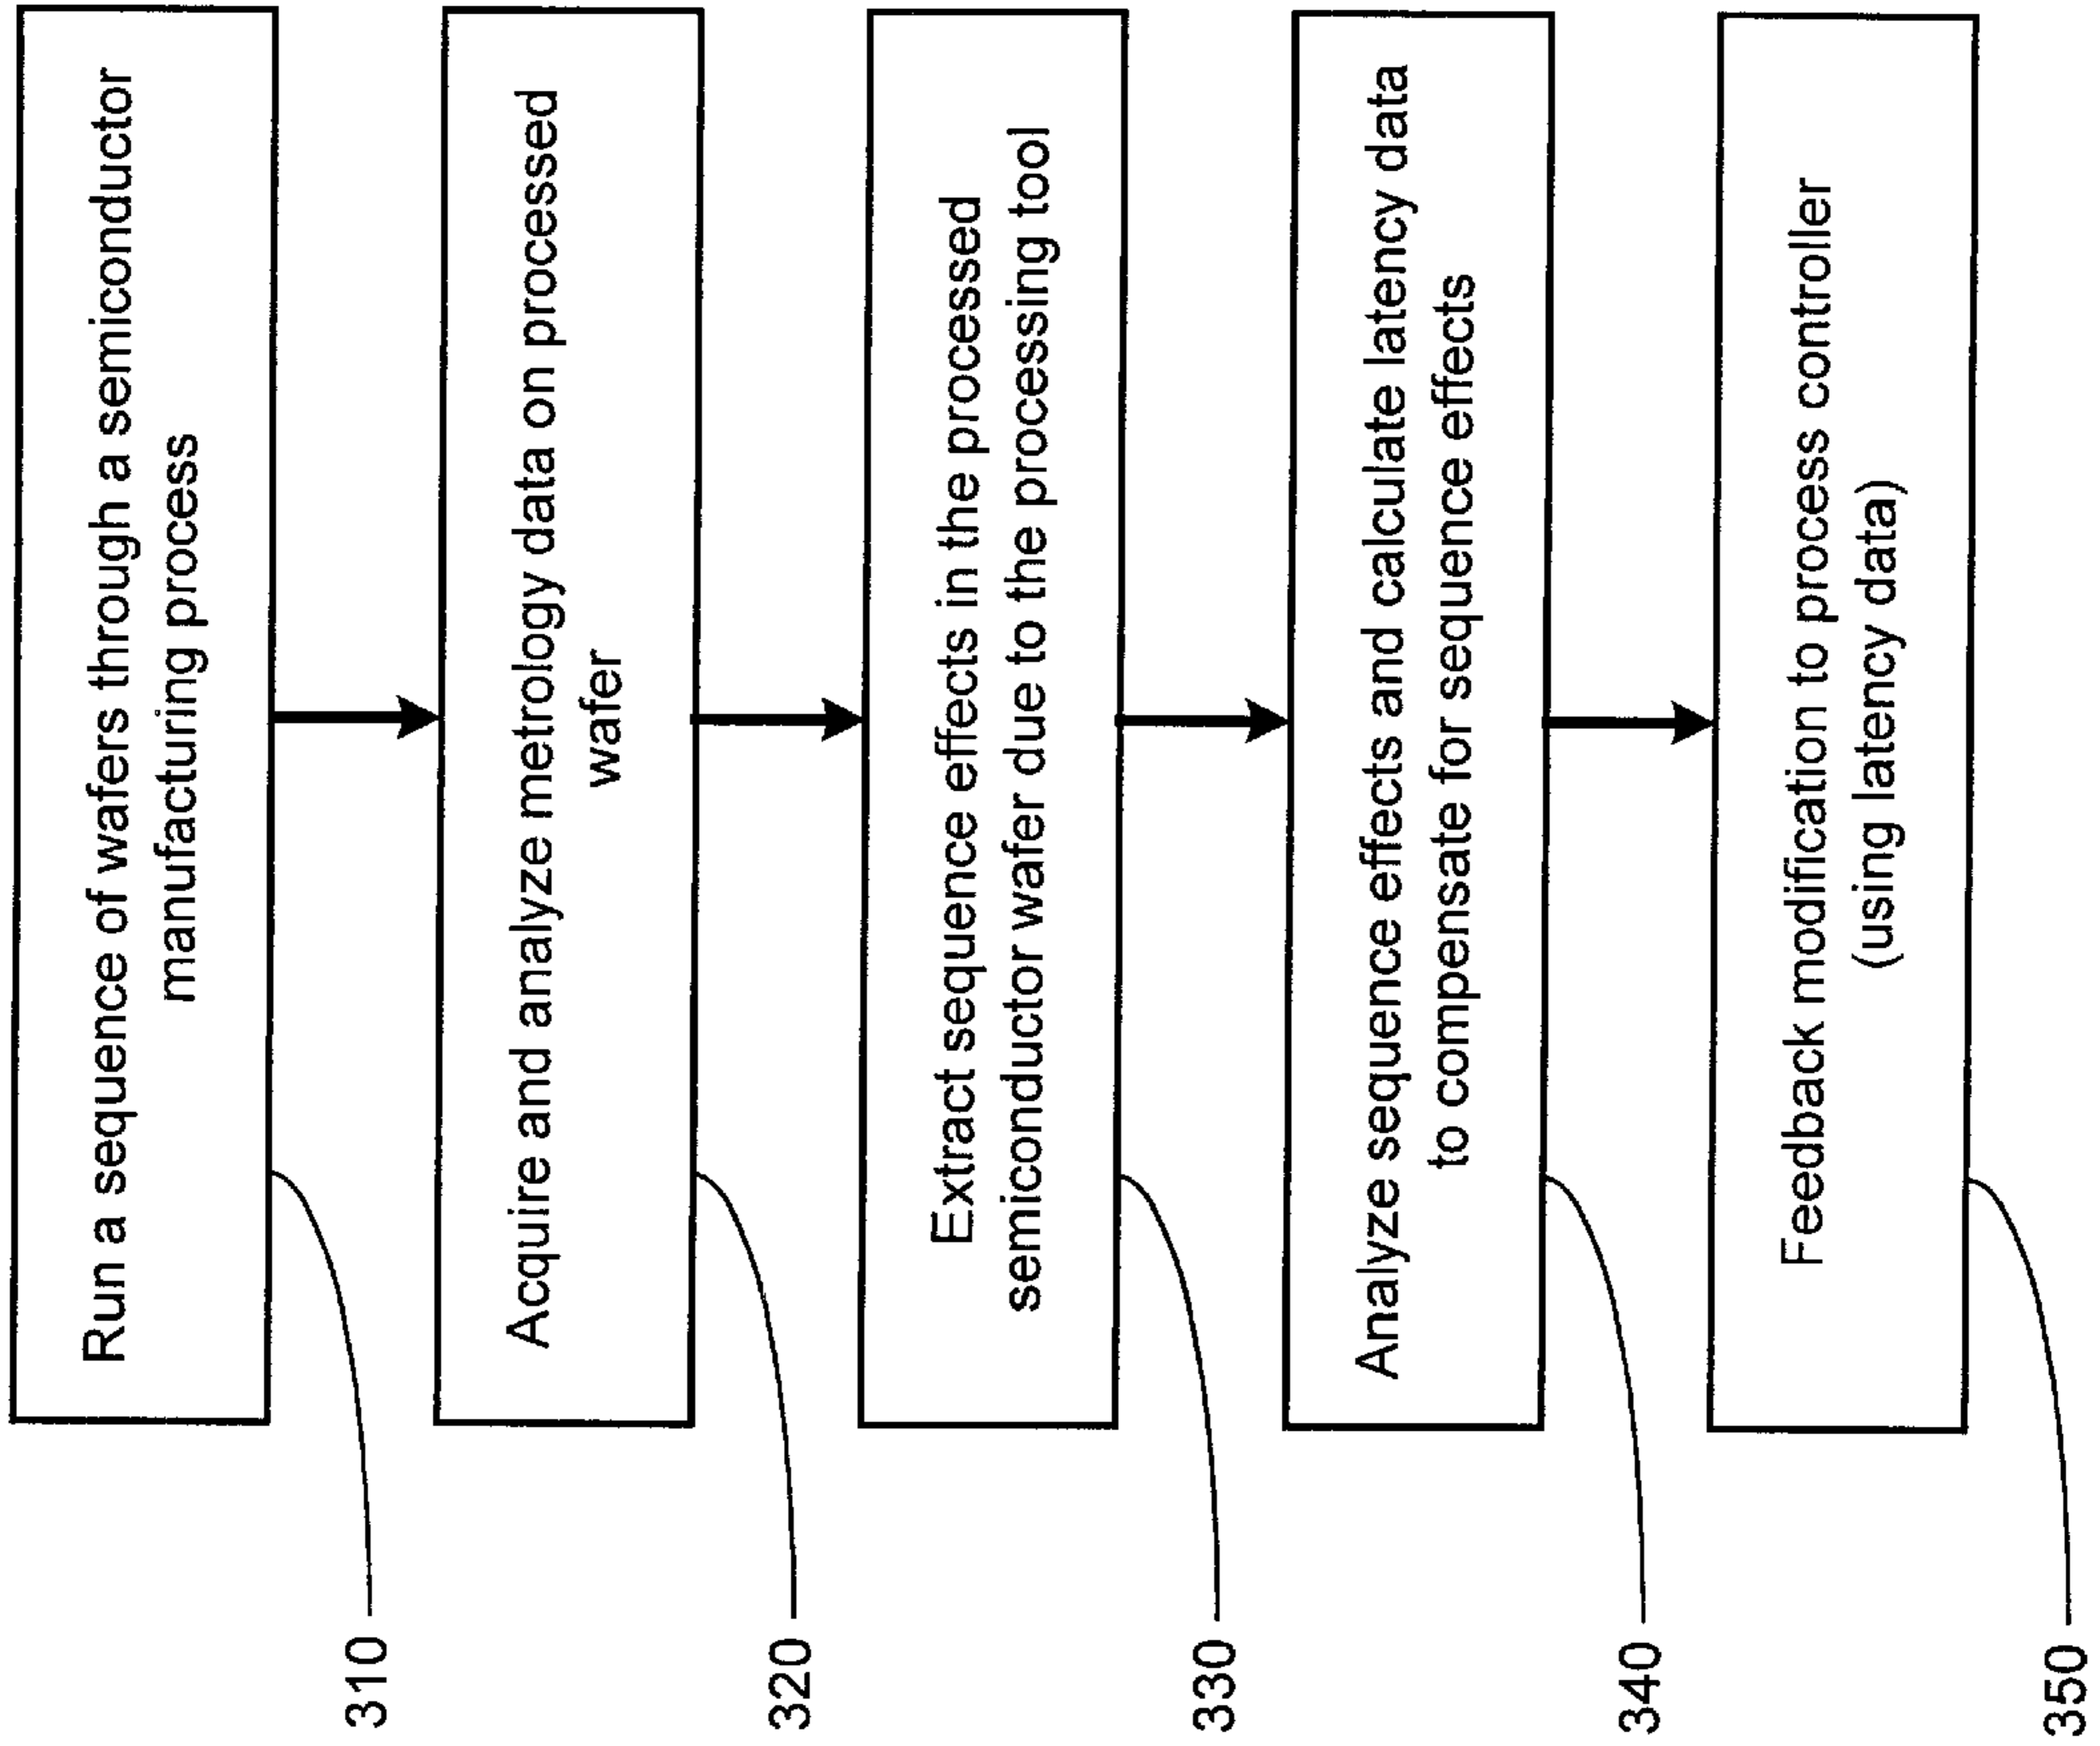 Run a sequence of wafers through a semiconductor
manufacturing process
310
Acquire and analyze metrology data on processed
wafer
320
Extract sequence effects in the processed
semiconductor wafer due to the processing tool
330
Analyze sequence effects and calculate latency data
to compensate for sequence effects
340
Feedback modification to process controller
(using latency data)
350